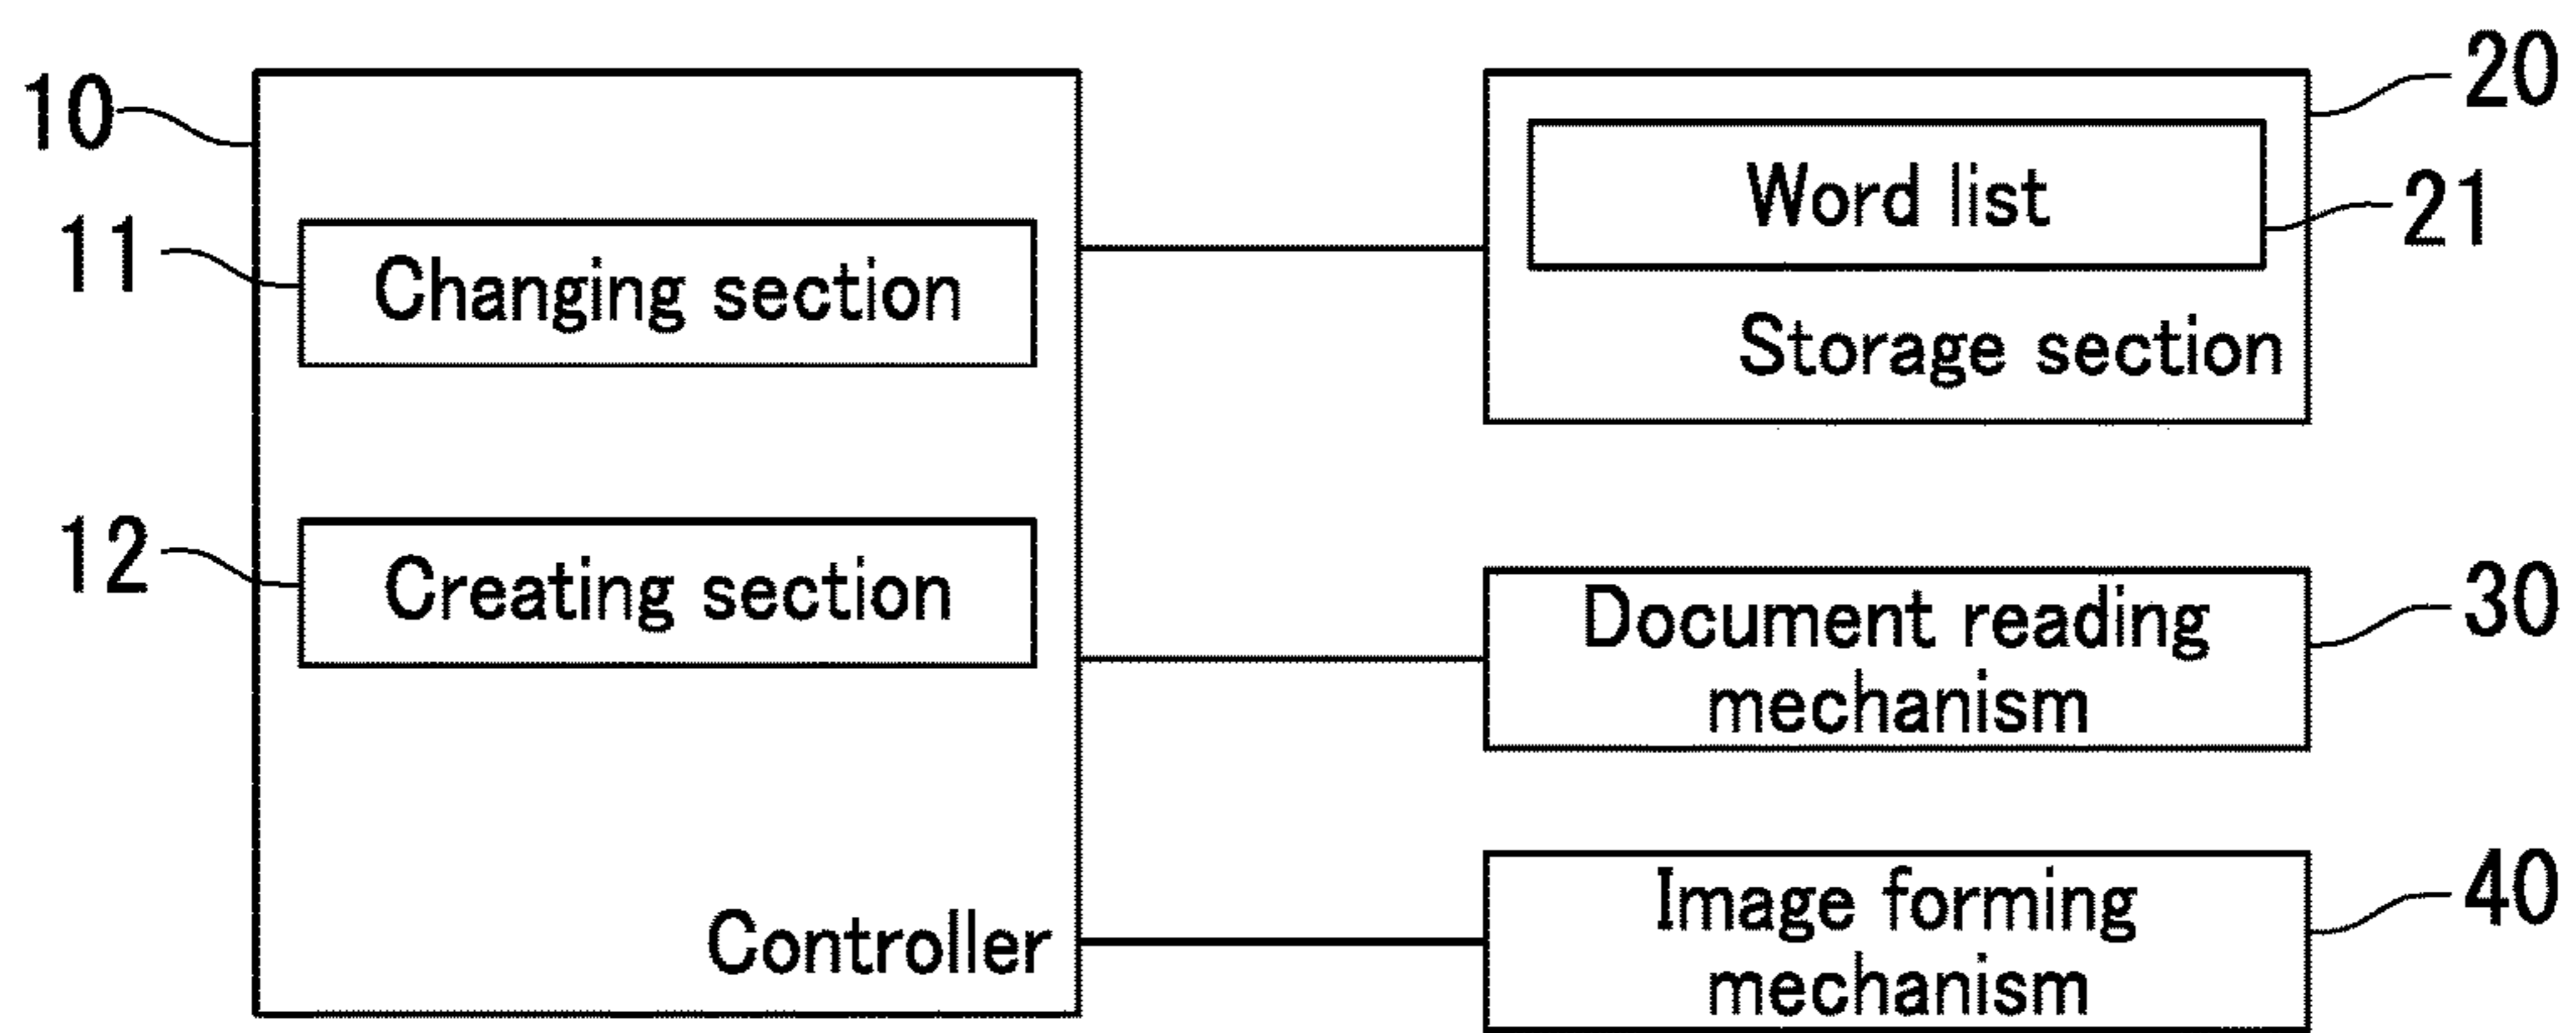 10
11
Changing section
12
Creating section
Controller
20
Word list
21
Storage section
Document reading
mechanism
30
Image forming
mechanism
40